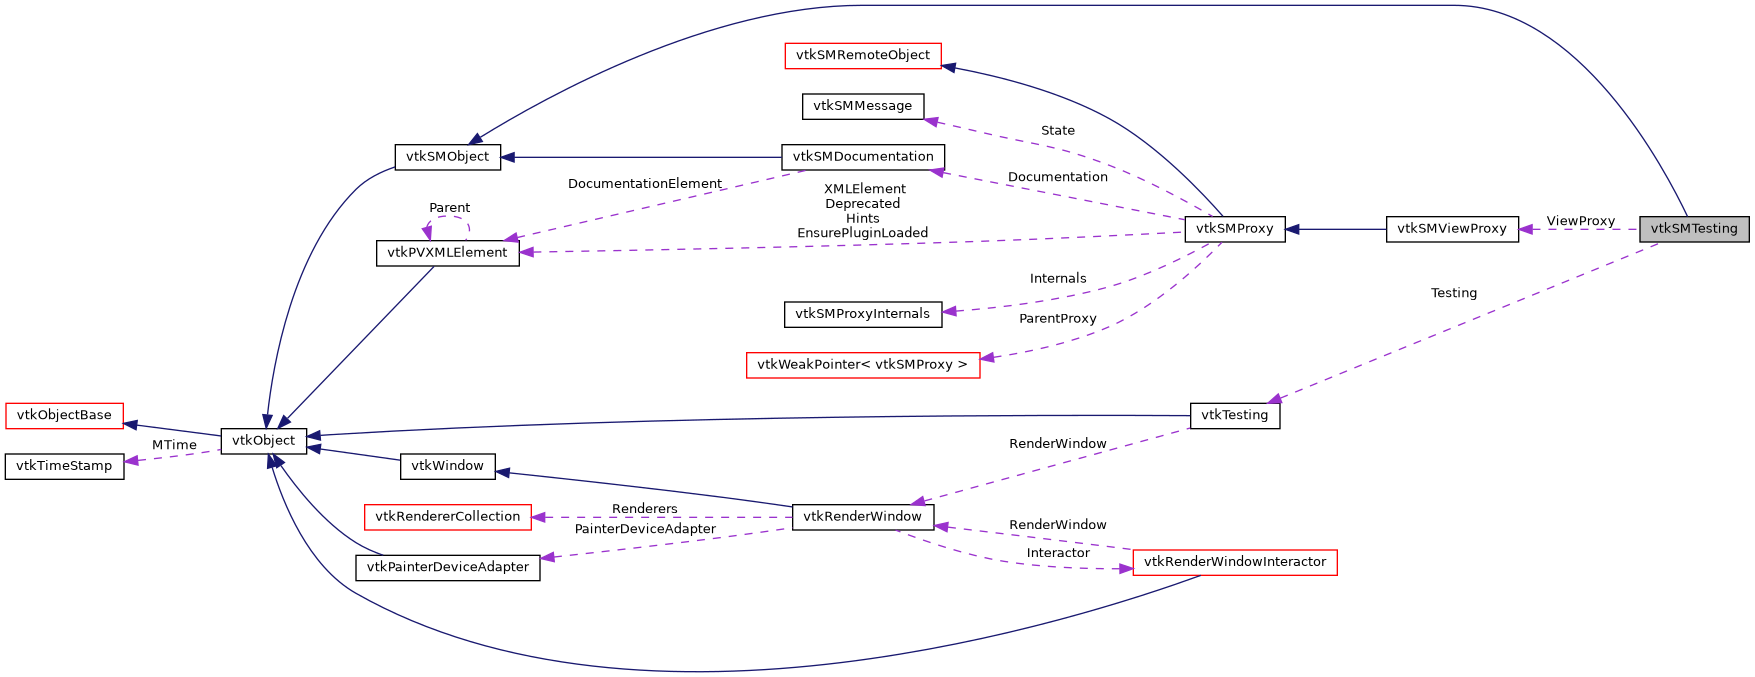 vtkSMRemoteObject
vtkSMMessage
State
vtkSMObject
vtkSMDocumentation
Documentation
DocumentationElement
XMLElement
Deprecated
Hints
EnsurePluginLoaded
Parent
vtkPVXMLElement
vtkSMProxy
vtkSMViewProxy
ViewProxy
vtkSMTesting
Internals
vtkSMProxyInternals
ParentProxy
Testing
vtkWeakPointer< vtkSMProxy >
vtkObjectBase
vtkObject
MTime
vtkTimeStamp
vtkTesting
RenderWindow
vtkWindow
vtkRendererCollection
Renderers
PainterDeviceAdapter
vtkRenderWindow
RenderWindow
Interactor
vtkPainterDeviceAdapter
vtkRenderWindowInteractor